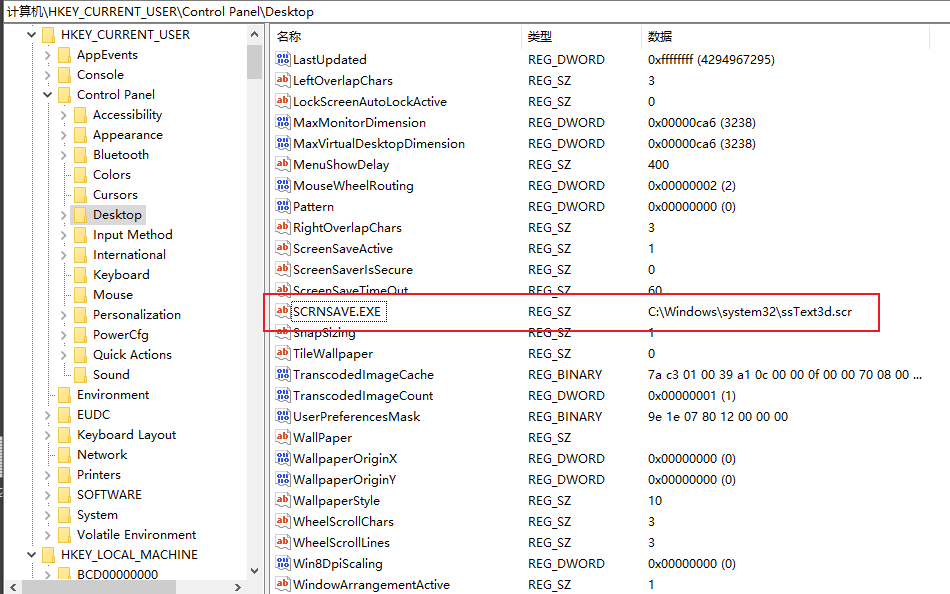 计算机\HKEY_CURRENT_USER\Control Panel\Desktop
HKEY_CURRENT_USER
AppEvents
Console
Control Panel
Accessibility
Appearance
Bluetooth
Colors
Cursors
Desktop
Input Method
International
Keyboard
Mouse
Personalization
PowerCfg
Quick Actions
Sound
Environment
EUDC
Keyboard Layout
Network
Printers
SOFTWARE
System
Volatile Environment
HKEY_LOCAL_MACHINE
BCD00000000
名称 类型 数据
LastUpdated REG_DWORD 0xffffffff (4294967295)
LeftOverlapChars REG_SZ 3
LockScreenAutoLockActive REG_SZ 0
MaxMonitorDimension REG_DWORD 0x00000ca6 (3238)
MaxVirtualDesktopDimension REG_DWORD 0x00000ca6 (3238)
MenuShowDelay REG_SZ 400
MouseWheelRouting REG_DWORD 0x00000002 (2)
Pattern REG_DWORD 0x00000000 (0)
RightOverlapChars REG_SZ 3
ScreenSaveActive REG_SZ 1
ScreenSaverIsSecure REG_SZ 0
ScreenSaveTimeOut REG_SZ 60
SCRNSAVE.EXE REG_SZ C:\Windows\system32\ssText3d.scr
SnapSizing REG_SZ 1
TileWallpaper REG_SZ 0
TranscodedImageCache REG_BINARY 7a c3 01 00 39 a1 0c 00 00 0f 00 00 70 08 00 ...
TranscodedImageCount REG_DWORD 0x00000001 (1)
UserPreferencesMask REG_BINARY 9e 1e 07 80 12 00 00 00
WallPaper REG_SZ
WallpaperOriginX REG_DWORD 0x00000000 (0)
WallpaperOriginY REG_DWORD 0x00000000 (0)
WallpaperStyle REG_SZ 10
WheelScrollChars REG_SZ 3
WheelScrollLines REG_SZ 3
Win8DpiScaling REG_DWORD 0x00000000 (0)
WindowArrangementActive REG_SZ 1